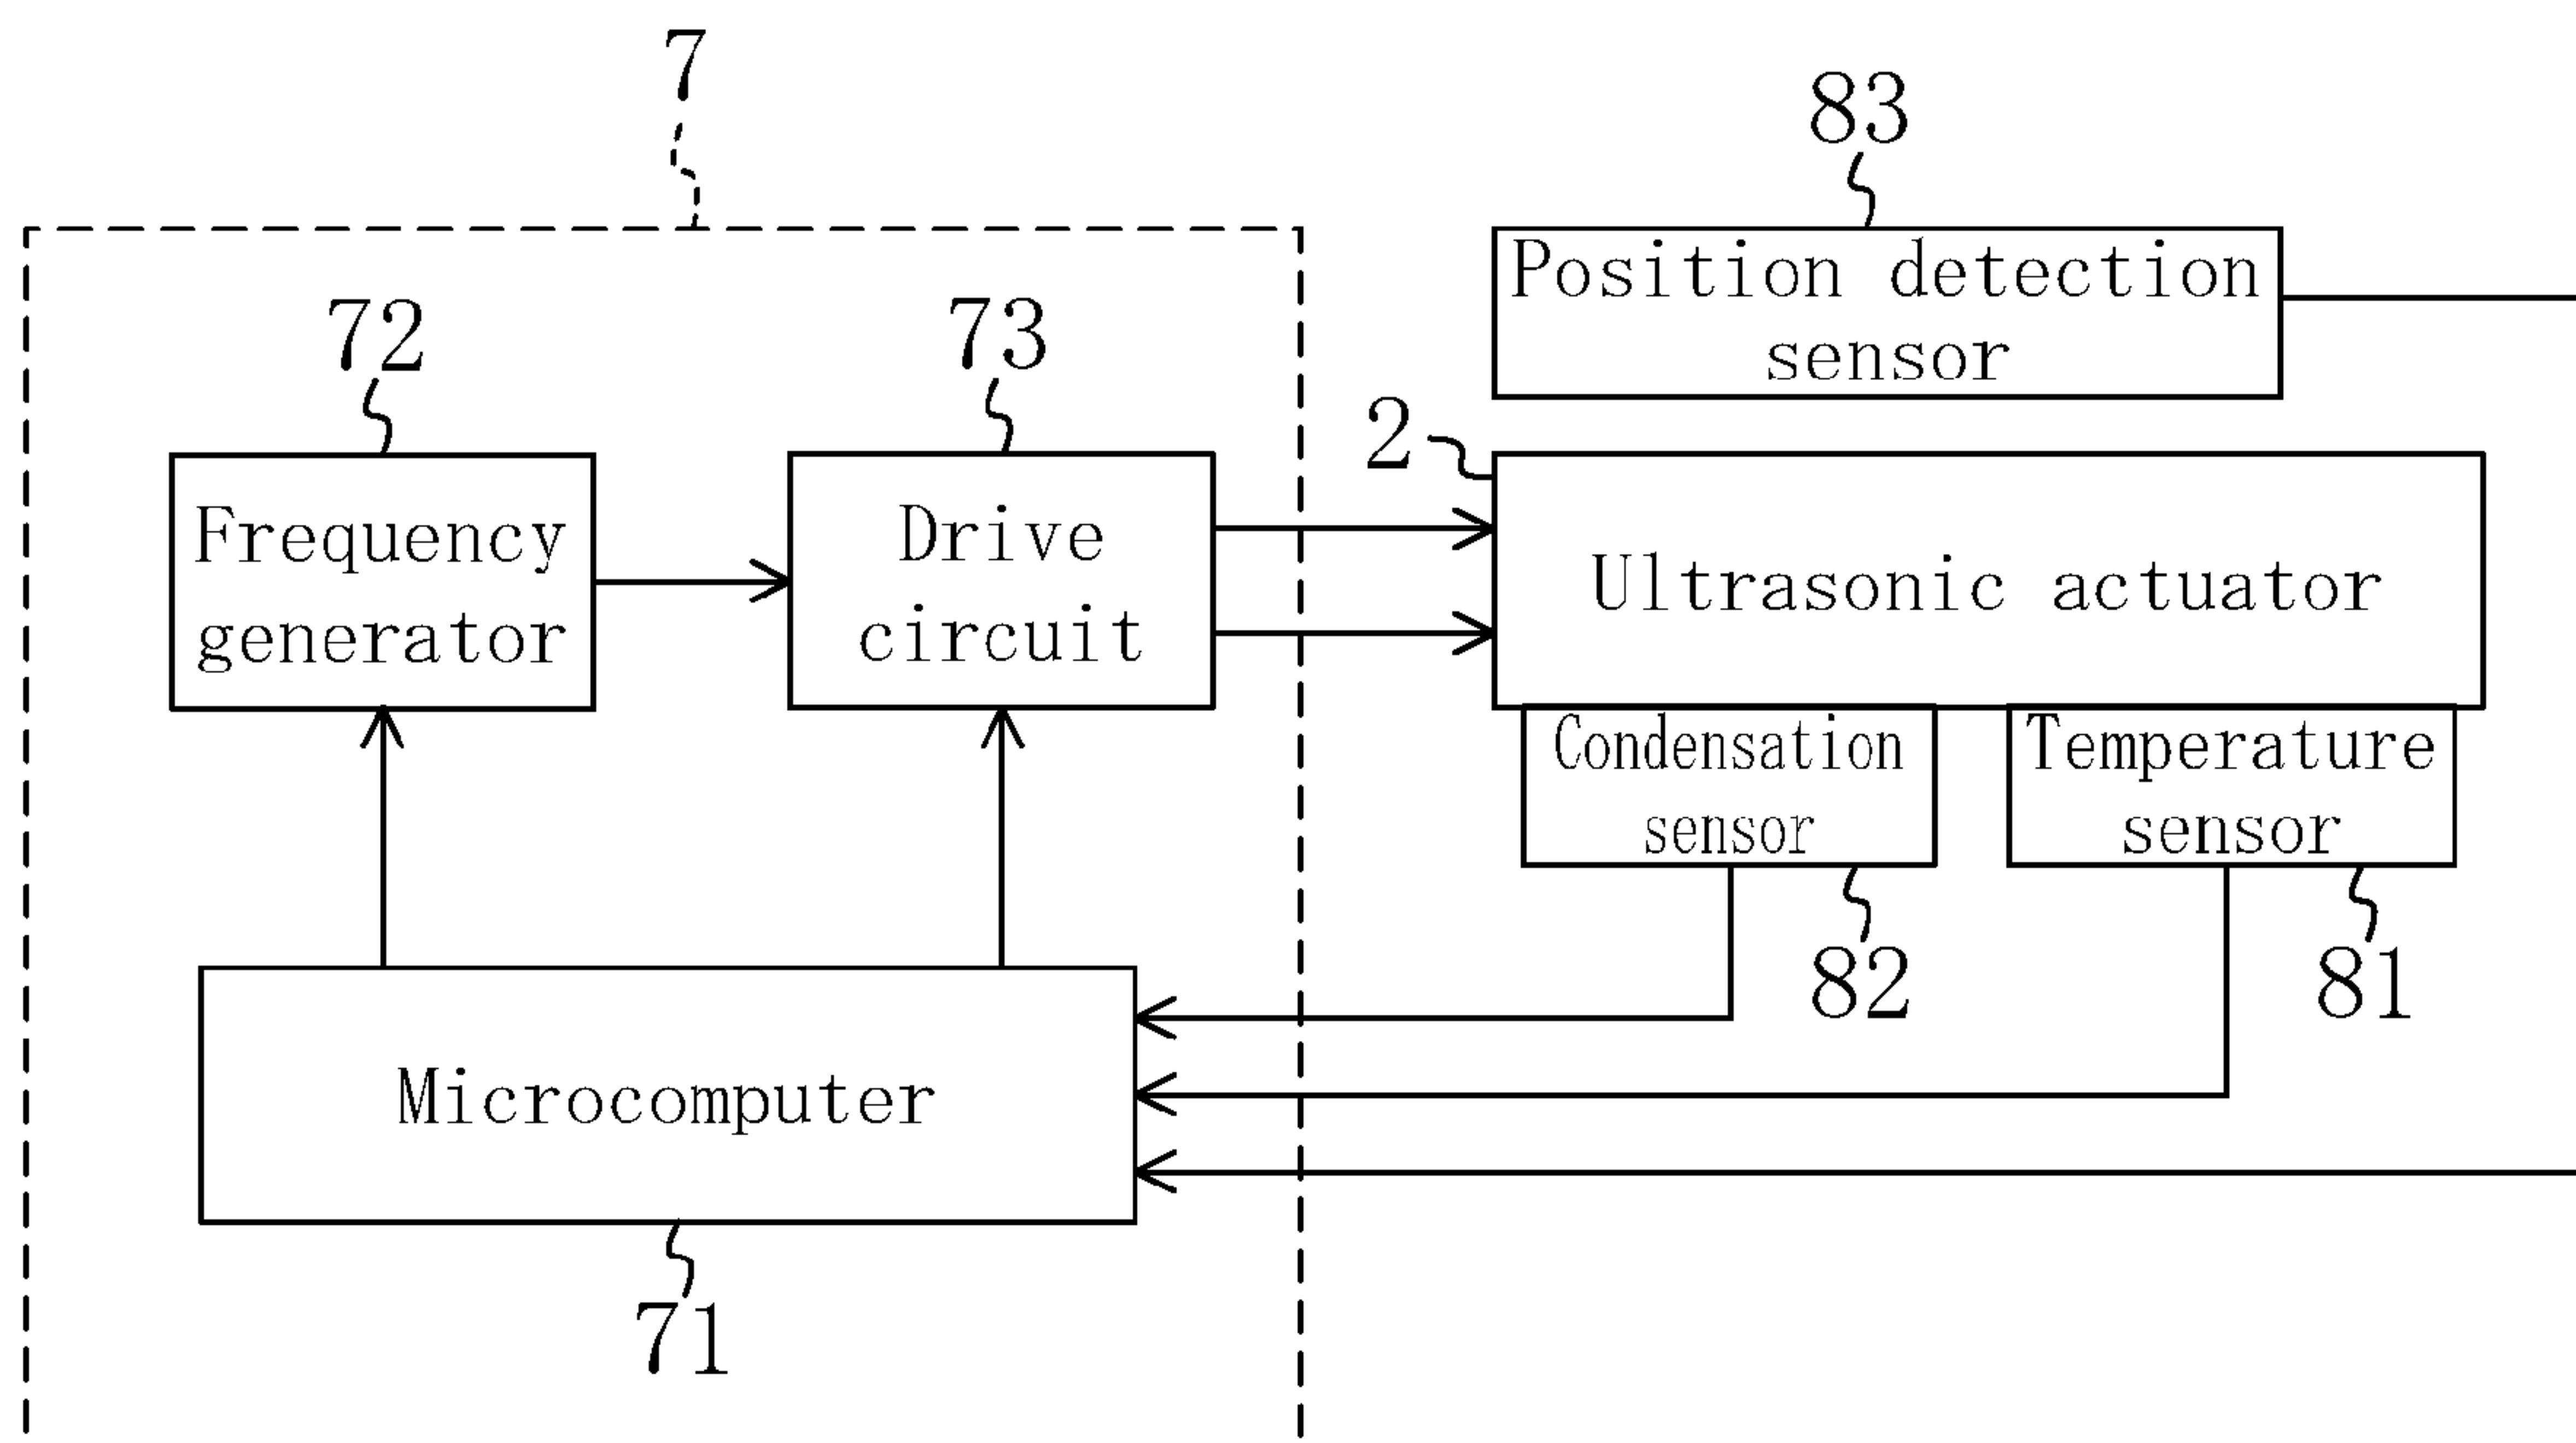 7
83
Position detection
sensor
72
73
2
Frequency
generator
Drive
circuit
Ultrasonic actuator
Condensation
sensor
Temperature
sensor
82
81
Microcomputer
71